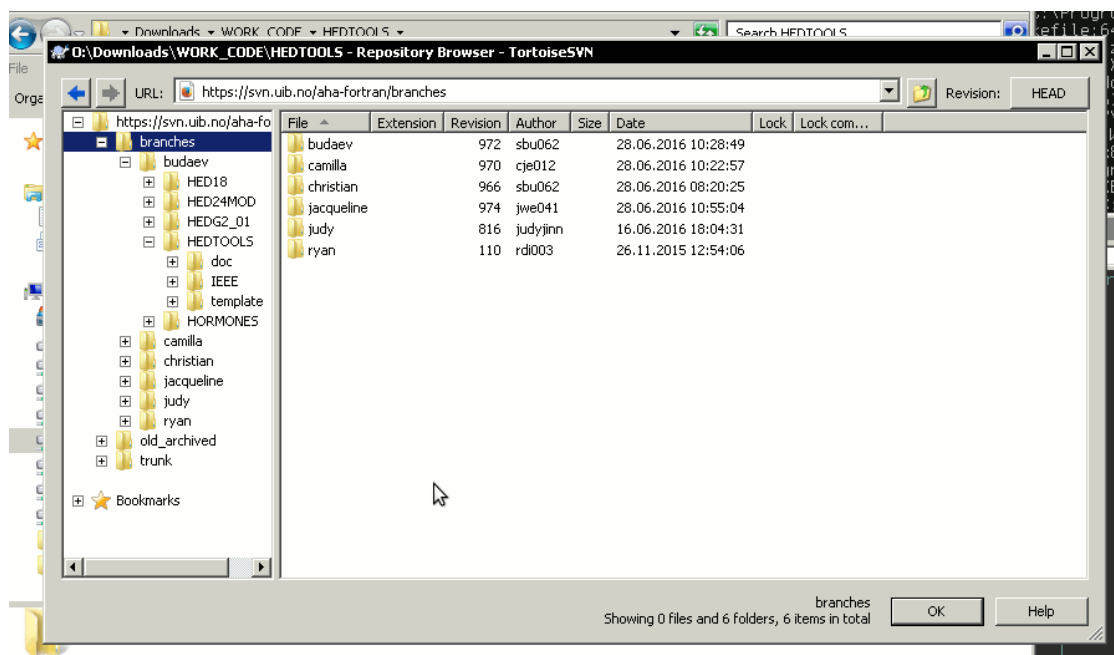 Downloads WORK_CODE HEDTOOLS
Search HEDTOOLS
O:\Downloads\WORK_CODE\HEDTOOLS - Repository Browser - TortoiseSVN
File
Orga
URL: https://svn.uib.no/aha-fortran/branches
Revision: HEAD
https://svn.uib.no/aha-fo
branches
budaev
HED18
HED24MOD
HEDG2_01
HEDTOOLS
doc
IEEE
template
HORMONES
camilla
christian
jacqueline
judy
ryan
old_archived
trunk
Bookmarks
File Extension Revision Author Size Date Lock Lock com...
budaev 972 sbu062 28.06.2016 10:28:49
camilla 970 cje012 28.06.2016 10:22:57
christian 966 sbu062 28.06.2016 08:20:25
jacqueline 974 jwe041 28.06.2016 10:55:04
judy 816 judyjinn 16.06.2016 18:04:31
ryan 110 rdi003 26.11.2015 12:54:06
branches
Showing 0 files and 6 folders, 6 items in total
OK Help